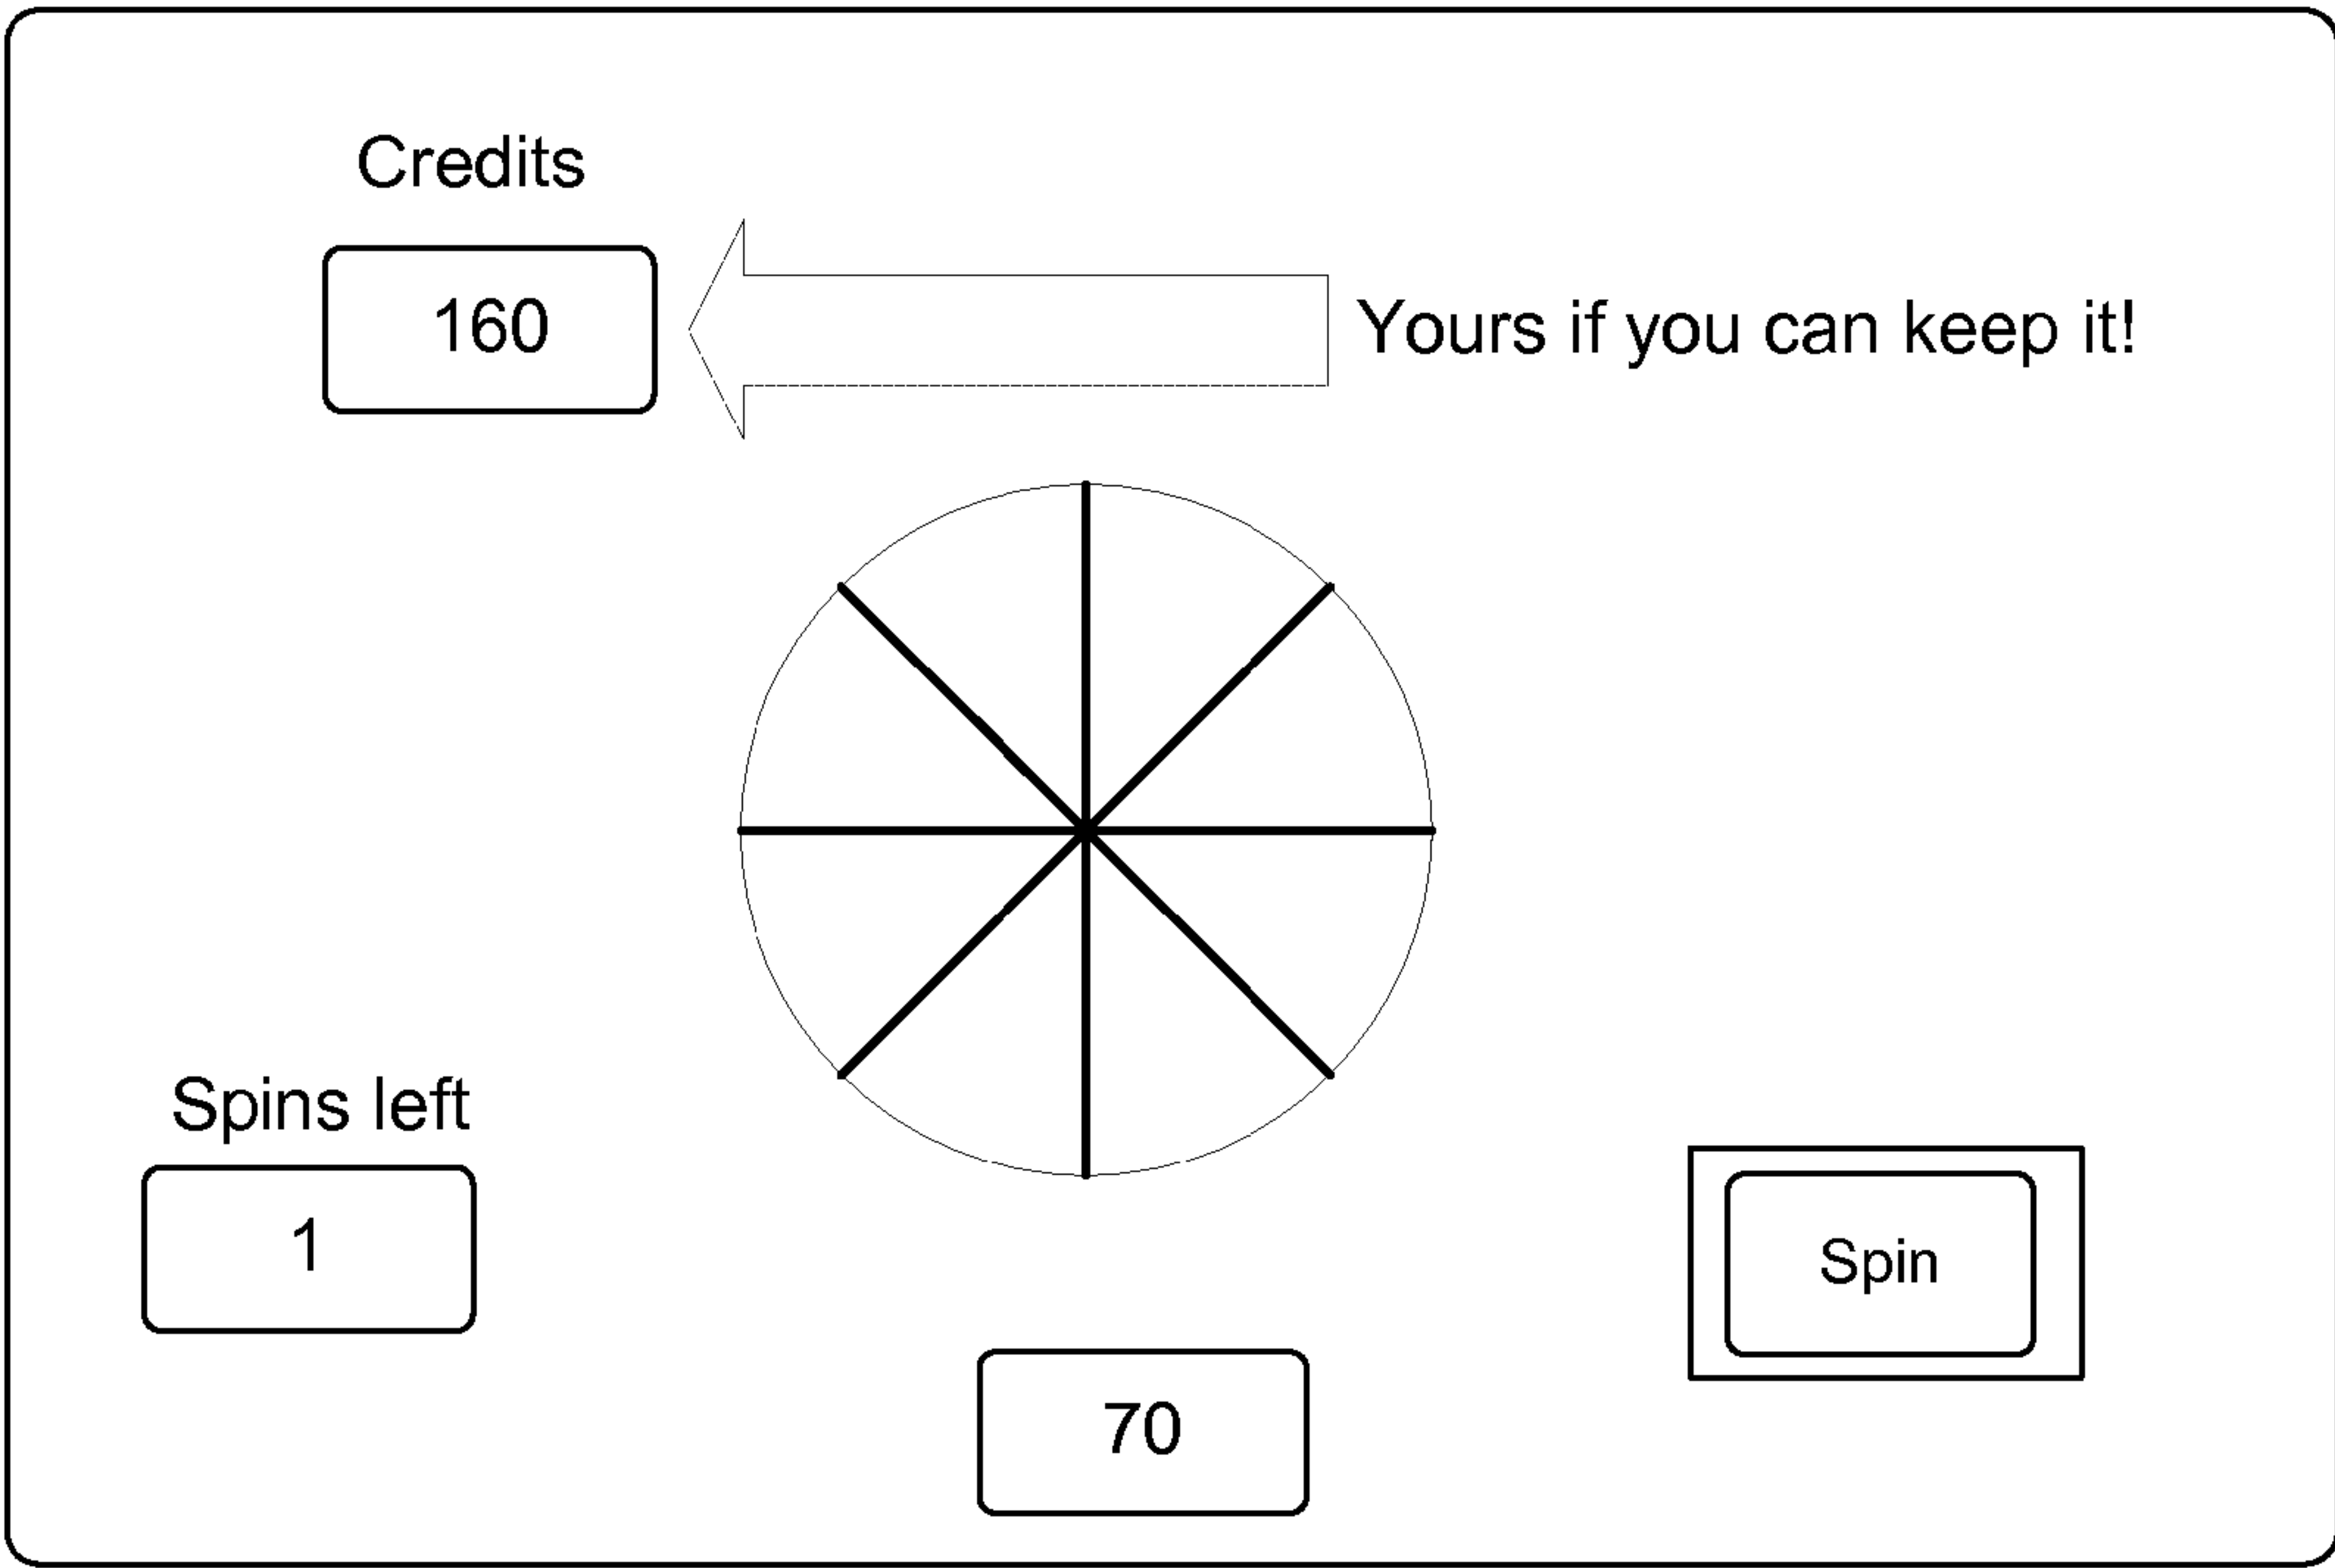 Credits
160
Yours if you can keep it!
Spins left
1
Spin
70